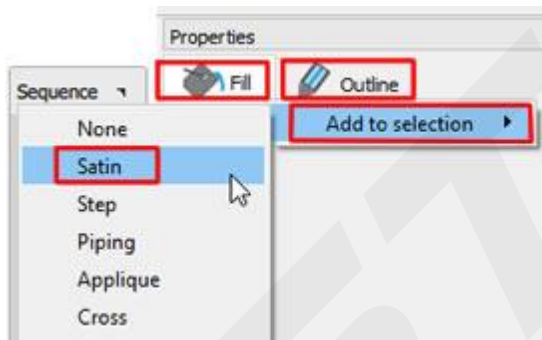 Properties
Sequence
Fill
Outline
Add to selection
None
Satin
Step
Piping
Applique
Cross